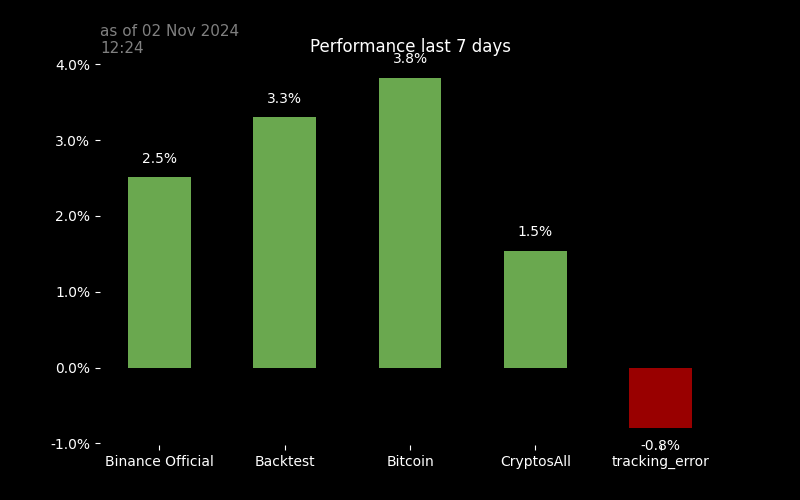 as of 02 Nov 2024
12:24
Performance last 7 days
4.0%
3.0%
2.0%
1.0%
0.0%
-1.0%
2.5%
3.3%
3.8%
1.5%
-0.8%
Binance Official
Backtest
Bitcoin
CryptosAll
tracking_error